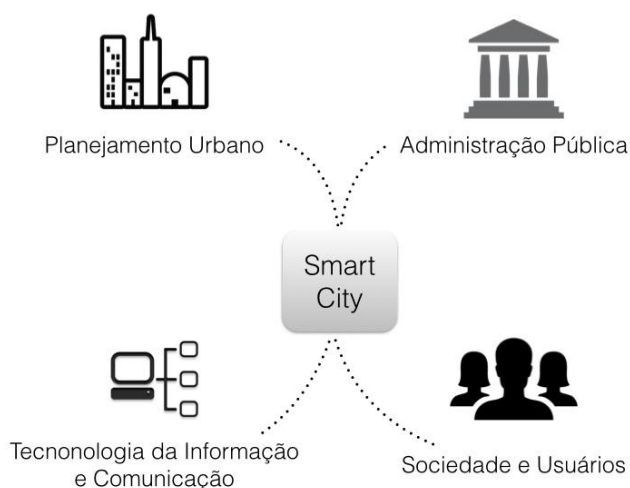 Planejamento Urbano
Administração Pública
Smart
City
Tecnonologia da Informação
e Comunicação
Sociedade e Usuários